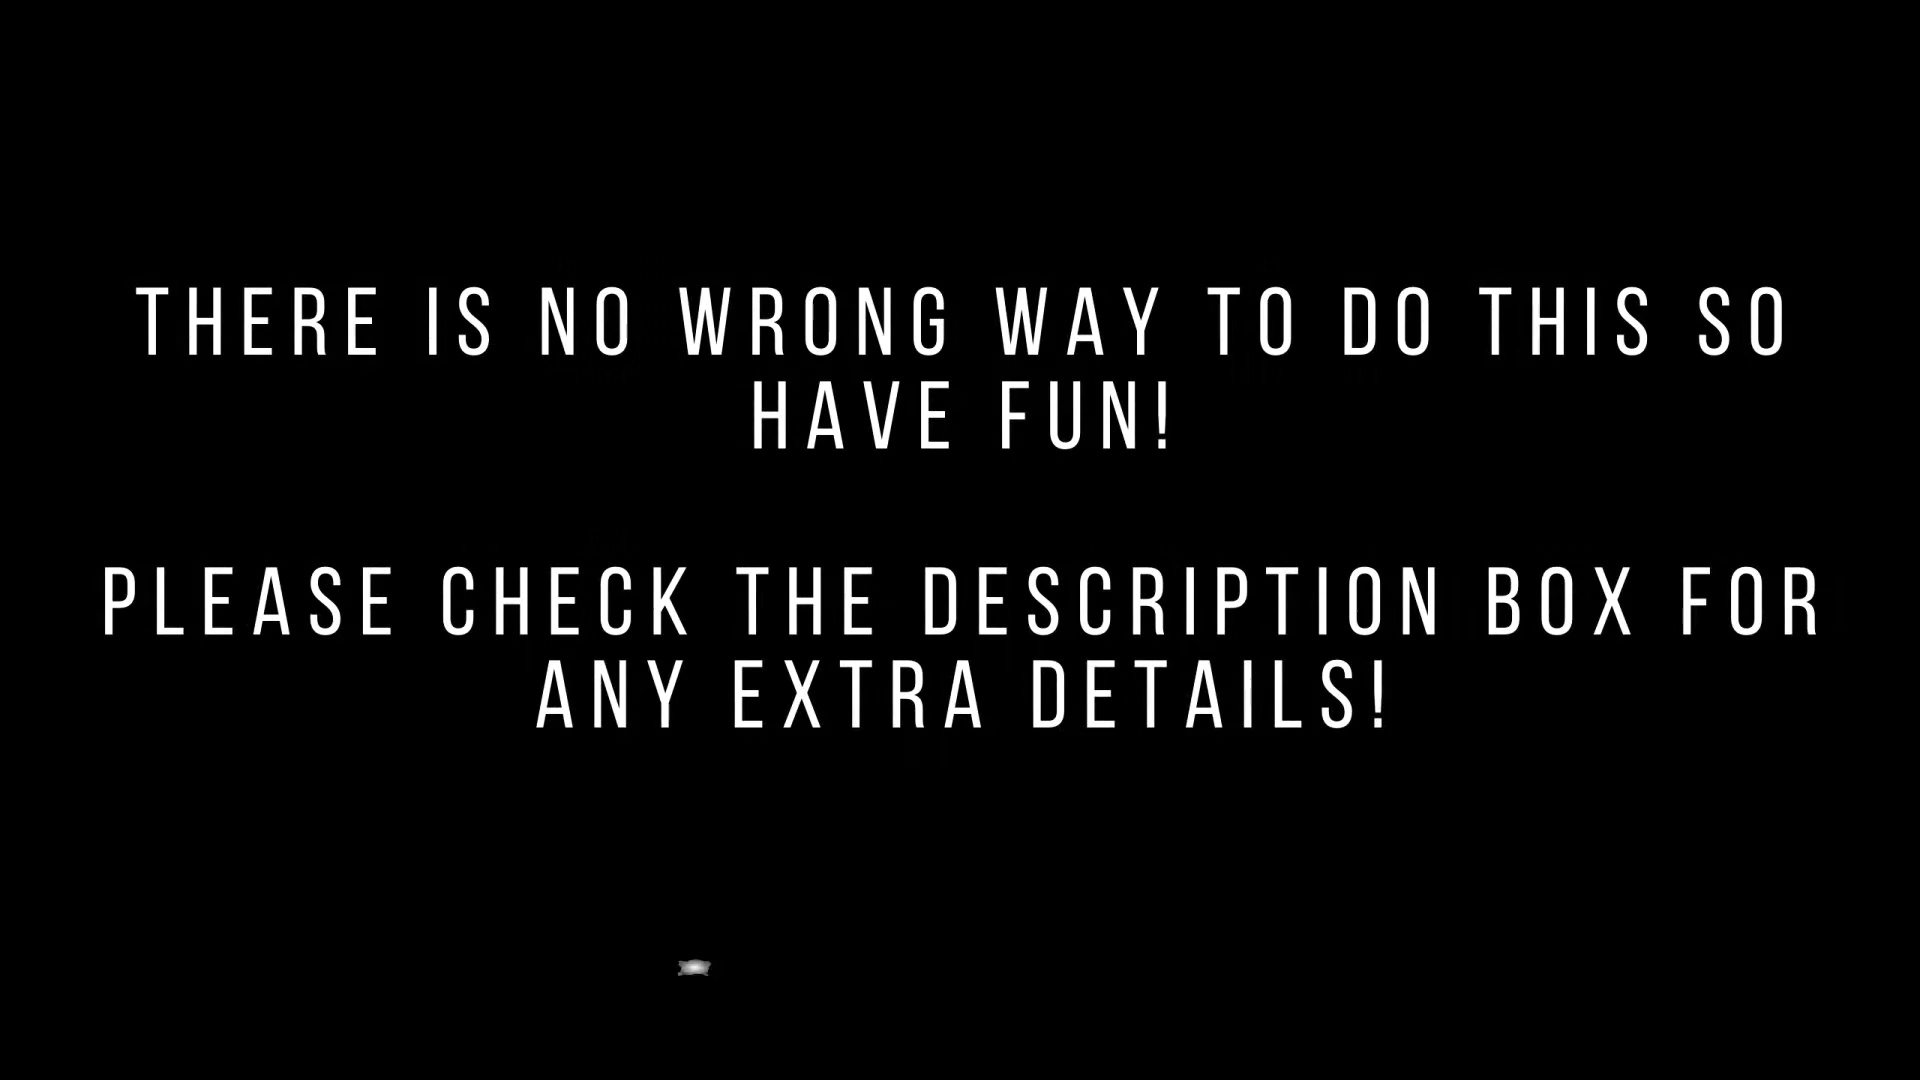 THERE IS NO WRONG WAY TO DO THIS SO
HAVE FUN!
PLEASE CHECK THE DESCRIPTION BOX FOR
ANY EXTRA DETAILS!